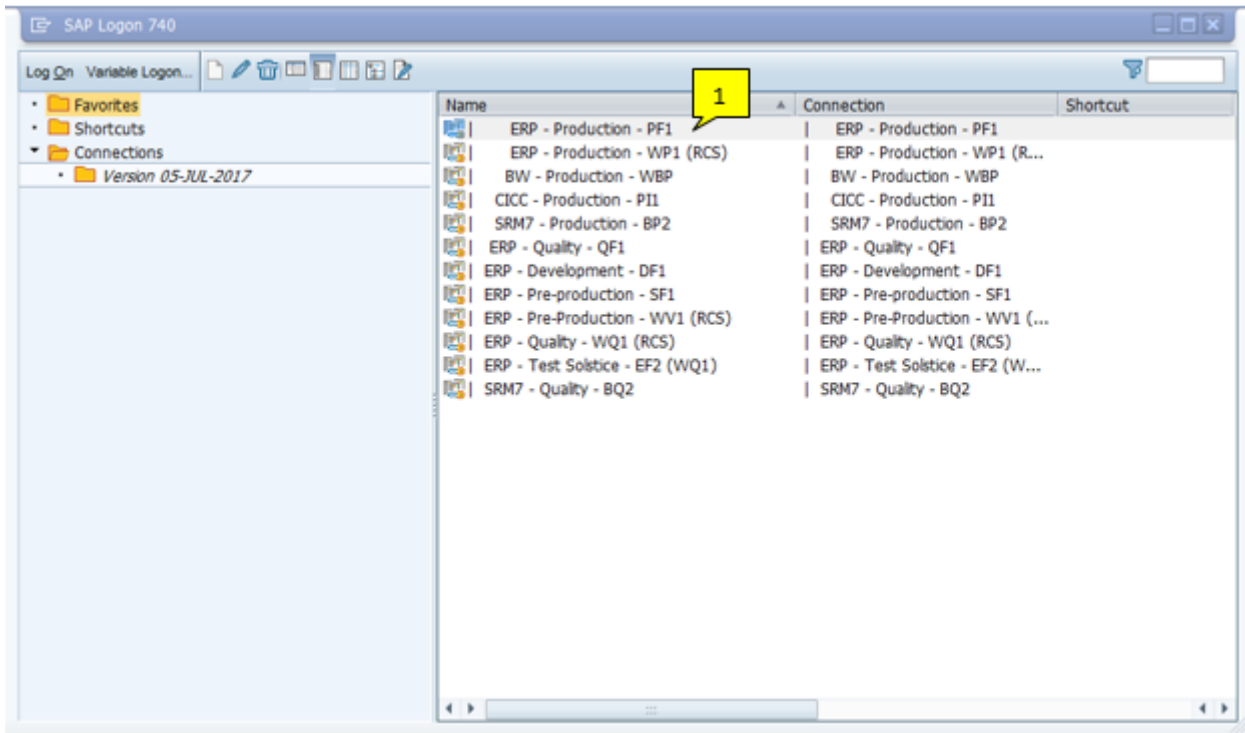 SAP Logon 740
Log On Variable Logon...
Favorites
Shortcuts
Connections
Version 05-JUL-2017
1
Name Connection Shortcut
| ERP - Production - PF1 | ERP - Production - PF1
| ERP - Production - WP1 (RCS) | ERP - Production - WP1 (R...
| BW - Production - WBP | BW - Production - WBP
| CICC - Production - PI1 | CICC - Production - PI1
| SRM7 - Production - BP2 | SRM7 - Production - BP2
| ERP - Quality - QF1 | ERP - Quality - QF1
| ERP - Development - DF1 | ERP - Development - DF1
| ERP - Pre-production - SF1 | ERP - Pre-production - SF1
| ERP - Pre-Production - WV1 (RCS) | ERP - Pre-Production - WV1 (...
| ERP - Quality - WQ1 (RCS) | ERP - Quality - WQ1 (RCS)
| ERP - Test Solstice - EF2 (WQ1) | ERP - Test Solstice - EF2 (W...
| SRM7 - Quality - BQ2 | SRM7 - Quality - BQ2